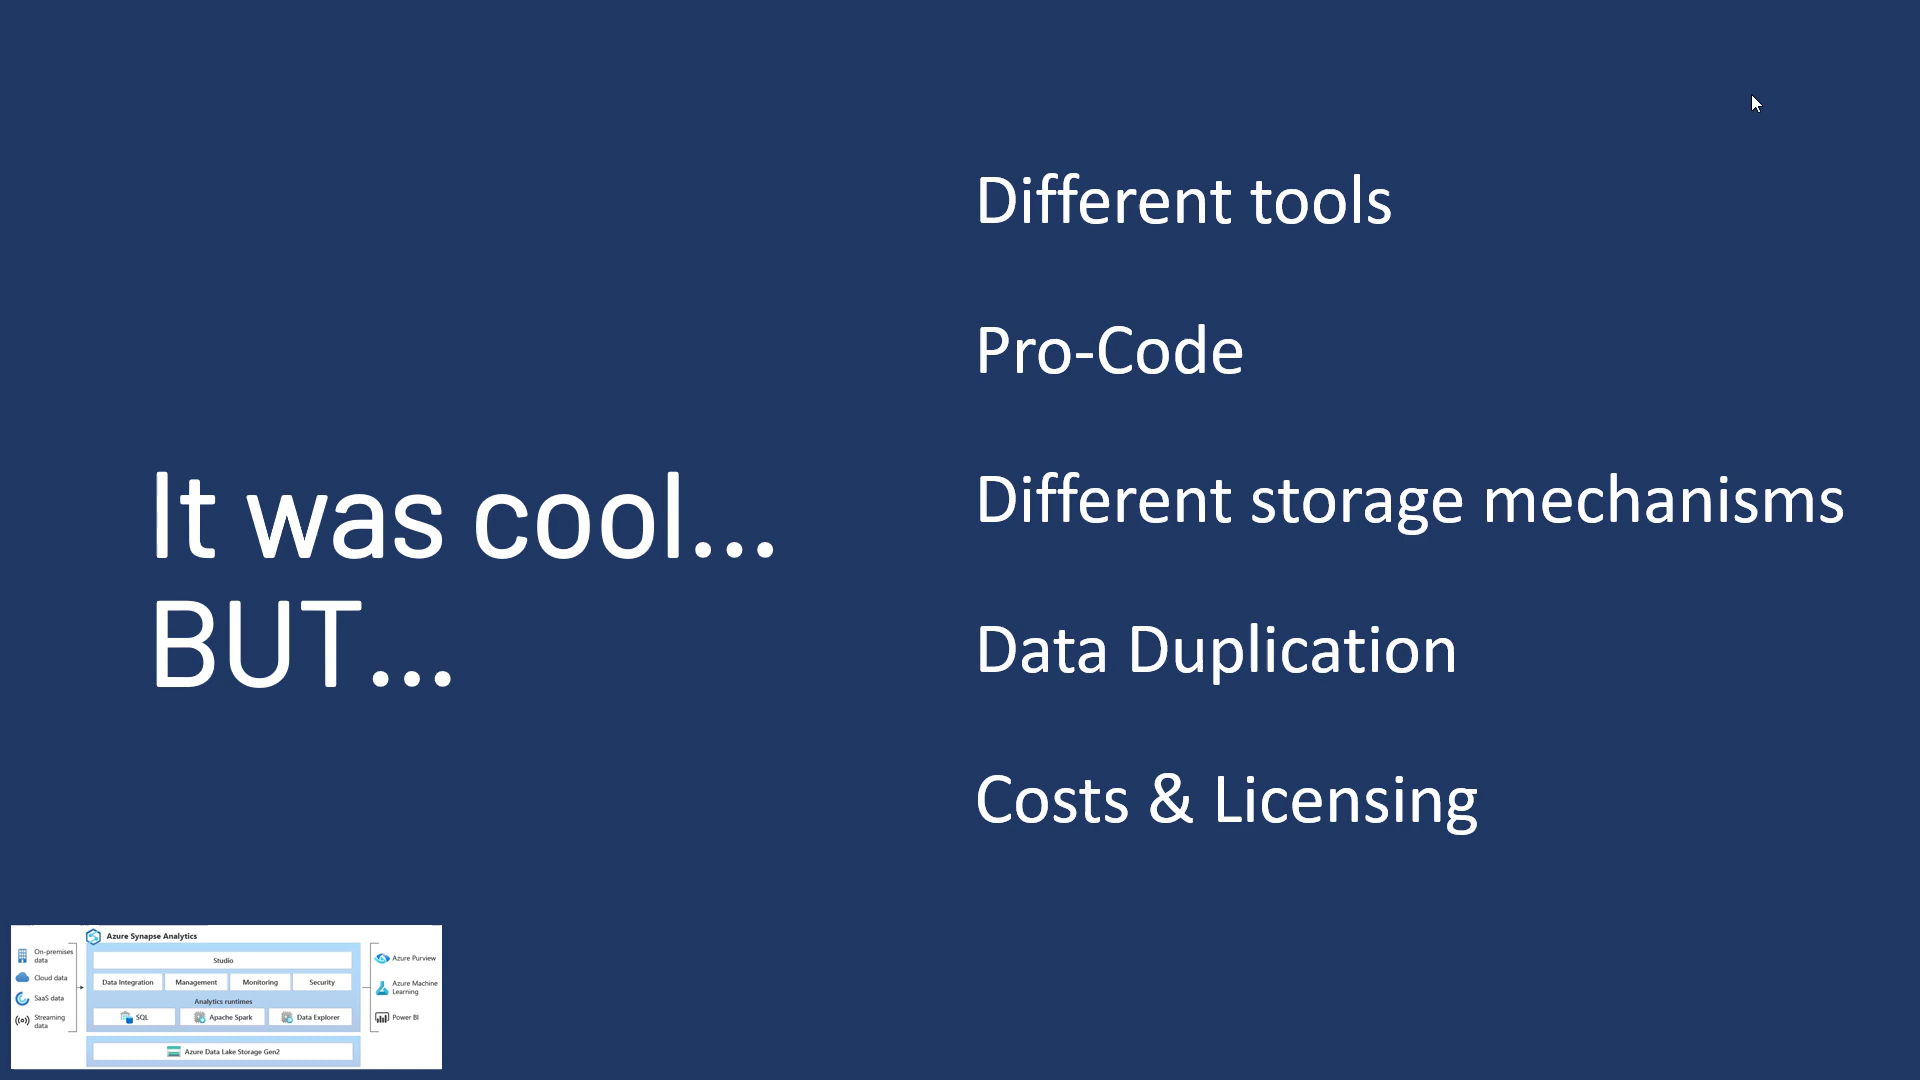 It was cool...
BUT...
Different tools
Pro-Code
Different storage mechanisms
Data Duplication
Costs & Licensing
Azure Synapse Analytics
On-premises
data
Cloud data
SaaS data
Streaming
data
Studio
Data Integration
Management
Monitoring
Security
Analytics runtimes
SQL
Apache Spark
Data Explorer
Azure Data Lake Storage Gen2
Azure Purview
Azure Machine
Learning
Power BI